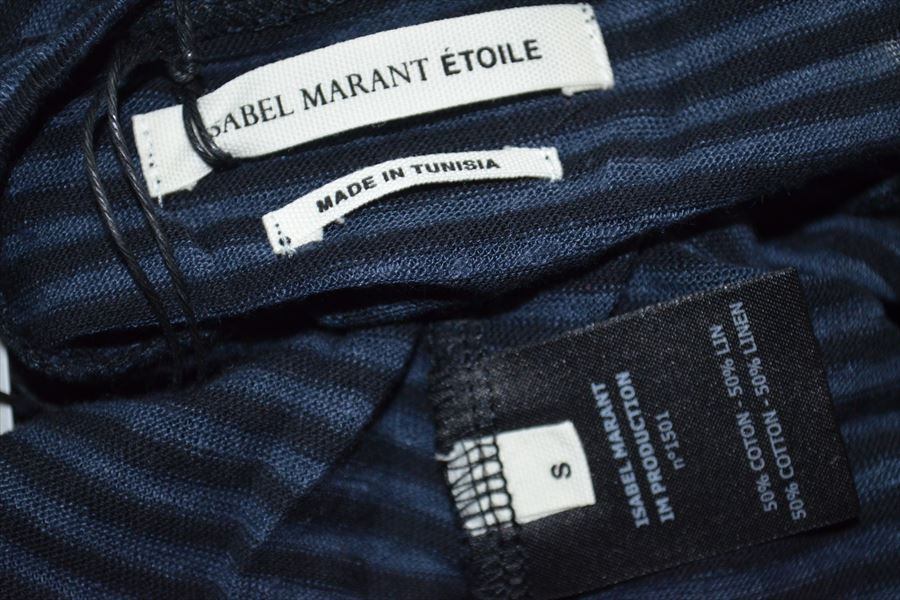 ISABEL MARANT ÉTOILE
MADE IN TUNISIA
S
ISABEL MARANT
IM PRODUCTION
n°1501
50% COTON - 50% LIN
50% COTTON - 50% LINEN